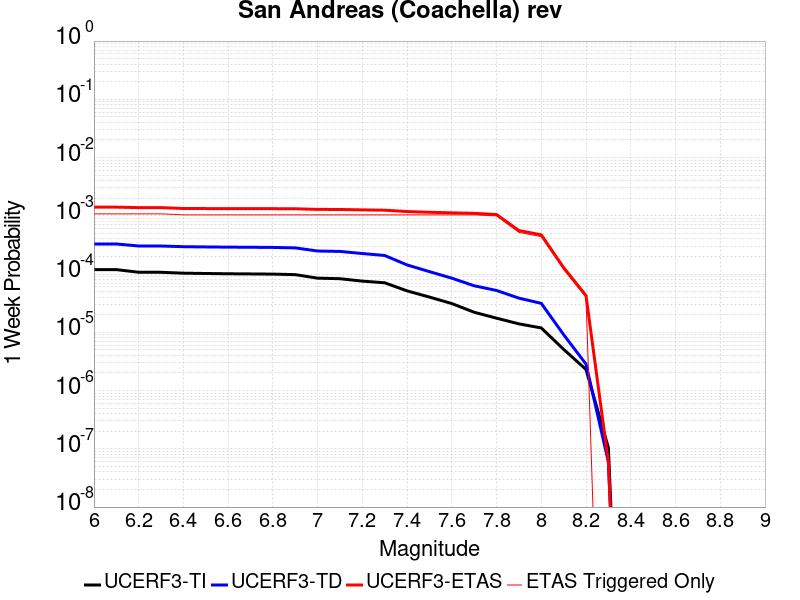 San Andreas (Coachella) rev
10 0
10 -1
10 -2
10 -3
10 -4
10 -5
10 -6
10 -7
10 -8
1 Week Probability
6 6.2 6.4 6.6 6.8 7 7.2 7.4 7.6 7.8 8 8.2 8.4 8.6 8.8 9
Magnitude
UCERF3-TI UCERF3-TD UCERF3-ETAS ETAS Triggered Only